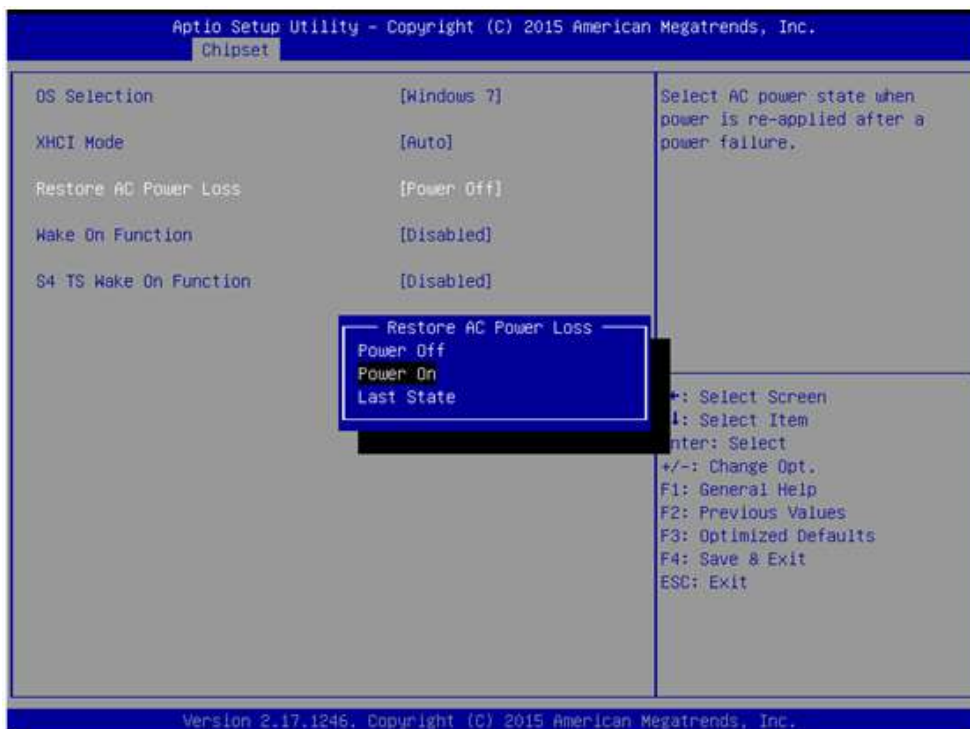 Aptio Setup Utility – Copyright (C) 2015 American Megatrends, Inc.
Chipset
OS Selection [Windows 7]
XHCI Mode [Auto]
Restore AC Power Loss [Power Off]
Wake On Function [Disabled]
S4 TS Wake On Function [Disabled]
Select AC power state when
power is re-applied after a
power failure.
Restore AC Power Loss
Power Off
Power On
Last State
: Select Screen
: Select Item
nter: Select
+/-: Change Opt.
F1: General Help
F2: Previous Values
F3: Optimized Defaults
F4: Save & Exit
ESC: Exit
Version 2.17.1246. Copyright (C) 2015 American Megatrends, Inc.